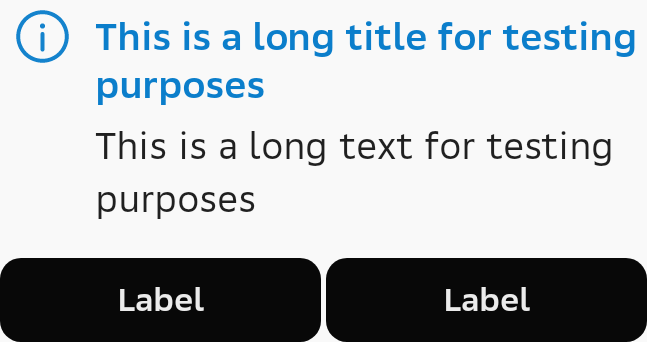 This is a long title for testing
purposes
This is a long text for testing
purposes
Label Label